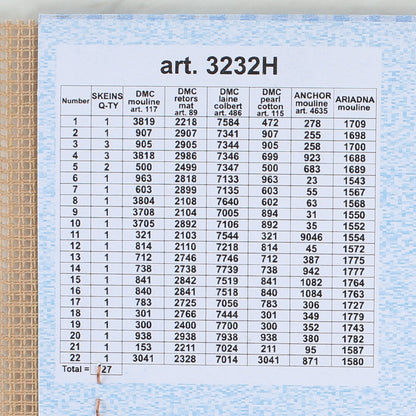 art. 3232H
Number SKEINS Q-TY DMC mouline art. 117 DMC retors mat art. 89 DMC laine colbert art. 486 DMC pearl cotton art. 115 ANCHOR mouline art. 4635 ARIADNA mouline
1 1 3819 2218 7584 472 278 1709
2 1 907 2907 7341 907 255 1698
3 3 905 2905 7344 905 258 1700
4 3 3818 2986 7346 699 923 1688
5 2 500 2499 7347 500 683 1689
6 1 963 2818 7133 963 23 1543
7 1 603 2899 7135 603 55 1567
8 1 3804 2108 7640 602 63 1568
9 1 3708 2104 7005 894 31 1550
10 1 3705 2892 7106 892 35 1552
11 1 321 2103 7544 321 9046 1554
12 1 814 2110 7218 814 45 1572
13 1 712 2746 7746 712 387 1775
14 1 738 2738 7739 738 942 1777
15 1 841 2842 7519 841 1082 1764
16 1 840 2841 7518 840 1084 1763
17 1 783 2725 7056 783 306 1727
18 1 301 2766 7444 301 349 1779
19 1 300 2400 7700 300 352 1743
20 1 938 2938 7938 938 380 1782
21 1 153 2211 7024 211 95 1587
22 1 3041 2328 7014 3041 871 1580
Total = 27